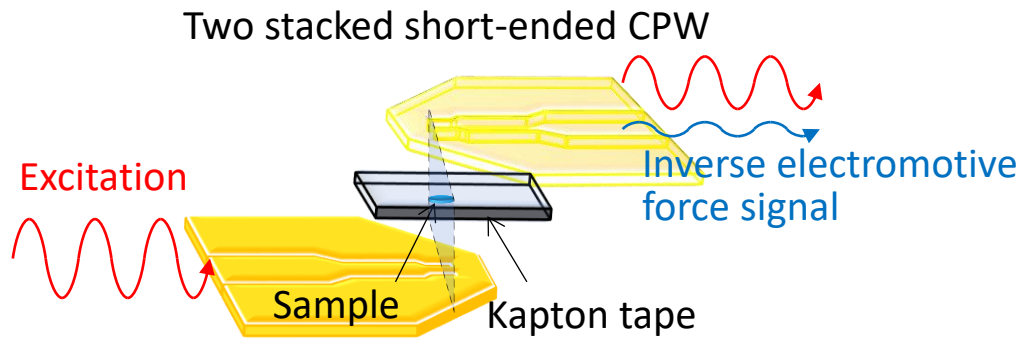 Two stacked short-ended CPW
Excitation
Inverse electromotive
force signal
Sample
Kapton tape